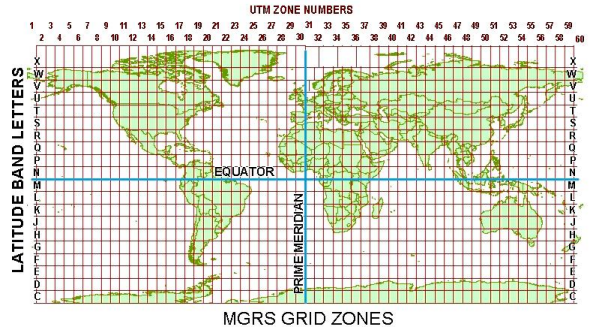 UTM ZONE NUMBERS
1 3 5 7 9 11 13 15 17 19 21 23 25 27 29 31 33 35 37 39 41 43 45 47 49 51 53 55 57 59
2 4 6 8 10 12 14 16 18 20 22 24 26 28 30 32 34 36 38 40 42 44 46 48 50 52 54 56 58 60
LATITUDE BAND LETTERS
X X
W W
V V
U U
T T
S S
R R
Q Q
P P
N N
M M
L L
K K
J J
H H
G G
F F
E E
D D
C C
EQUATOR
PRIME MERIDIAN
MGRS GRID ZONES